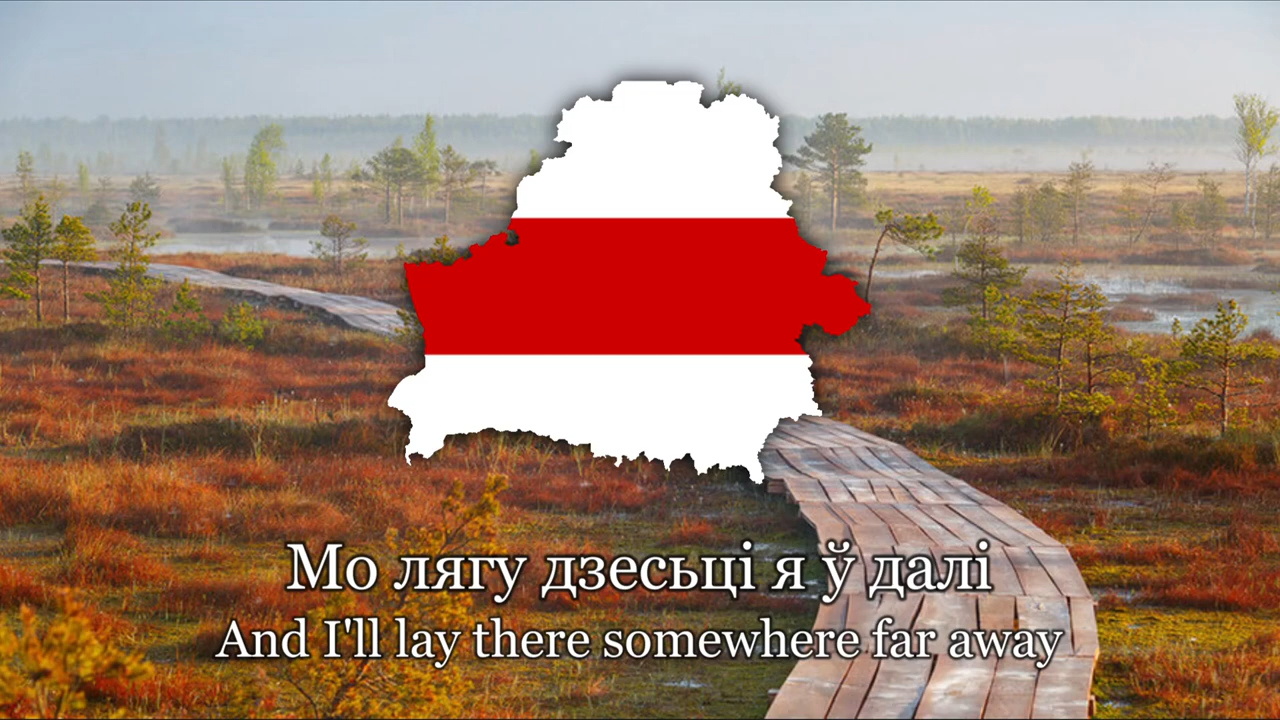 Мо лягу дзесьці я ў далі
And I'll lay there somewhere far away